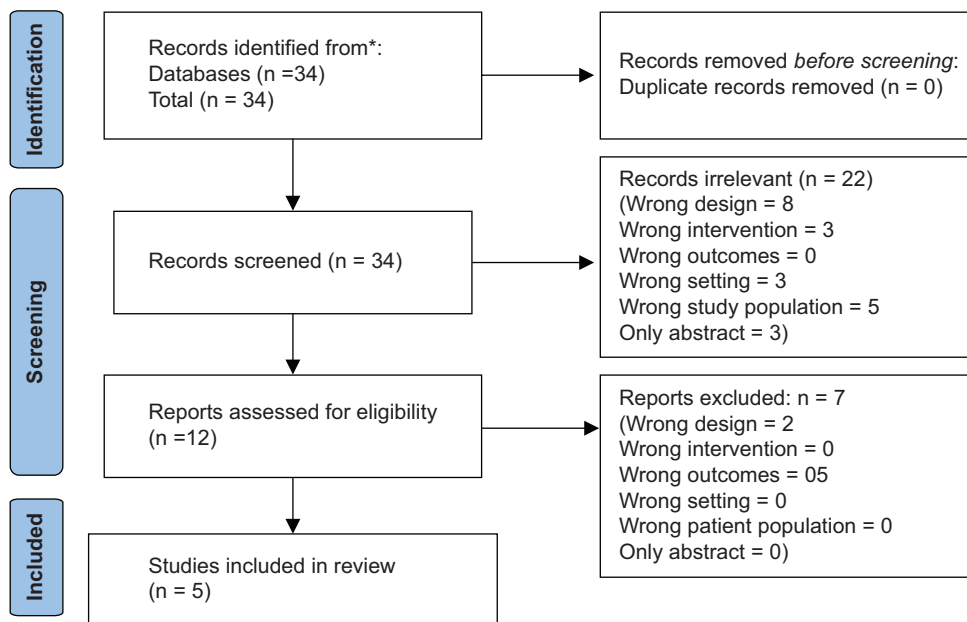 Identification
Records identified from*:
Databases (n =34)
Total (n = 34)
Records removed before screening:
Duplicate records removed (n = 0)
Screening
Records screened (n = 34)
Records irrelevant (n = 22)
(Wrong design = 8
Wrong intervention = 3
Wrong outcomes = 0
Wrong setting = 3
Wrong study population = 5
Only abstract = 3)
Reports assessed for eligibility
(n =12)
Reports excluded: n = 7
(Wrong design = 2
Wrong intervention = 0
Wrong outcomes = 05
Wrong setting = 0
Wrong patient population = 0
Only abstract = 0)
Included
Studies included in review
(n = 5)